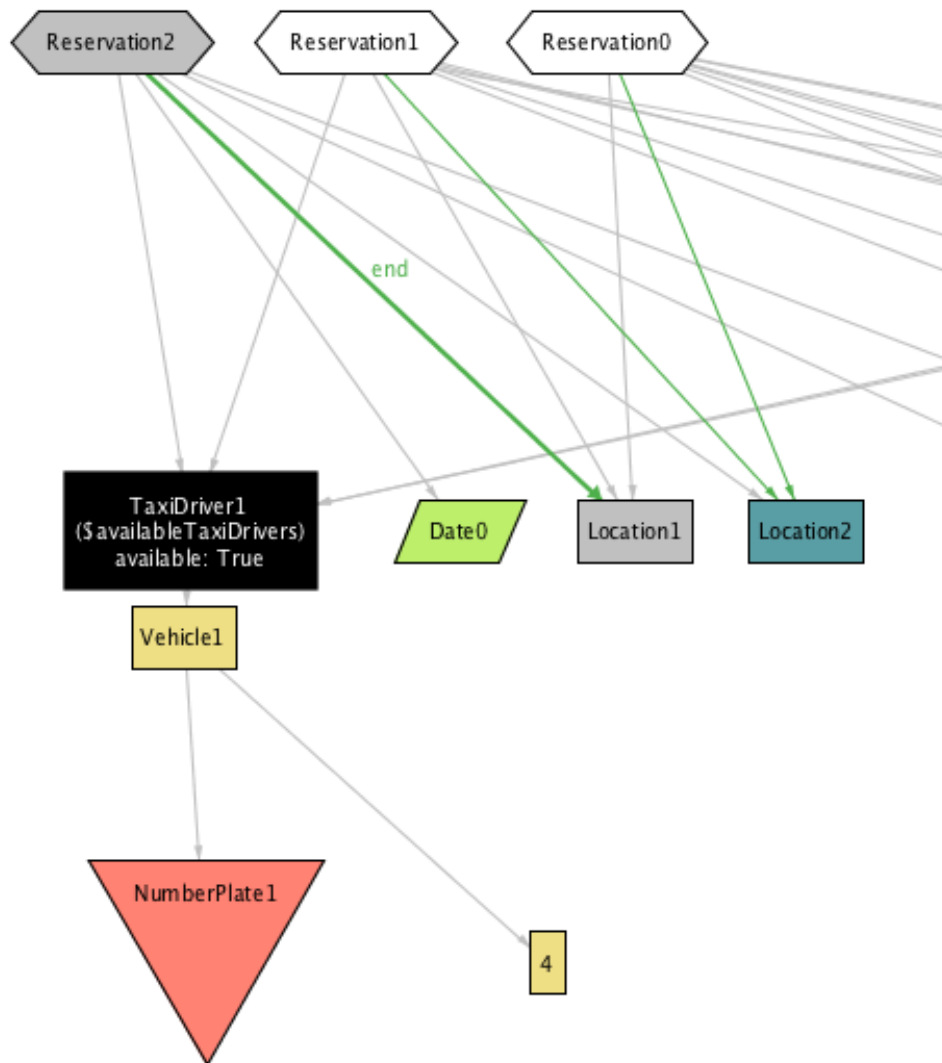 Reservation2
Reservation1
Reservation0
end
TaxiDriver1
($availableTaxiDrivers)
available: True
Date0
Location1
Location2
Vehicle1
NumberPlate1
4